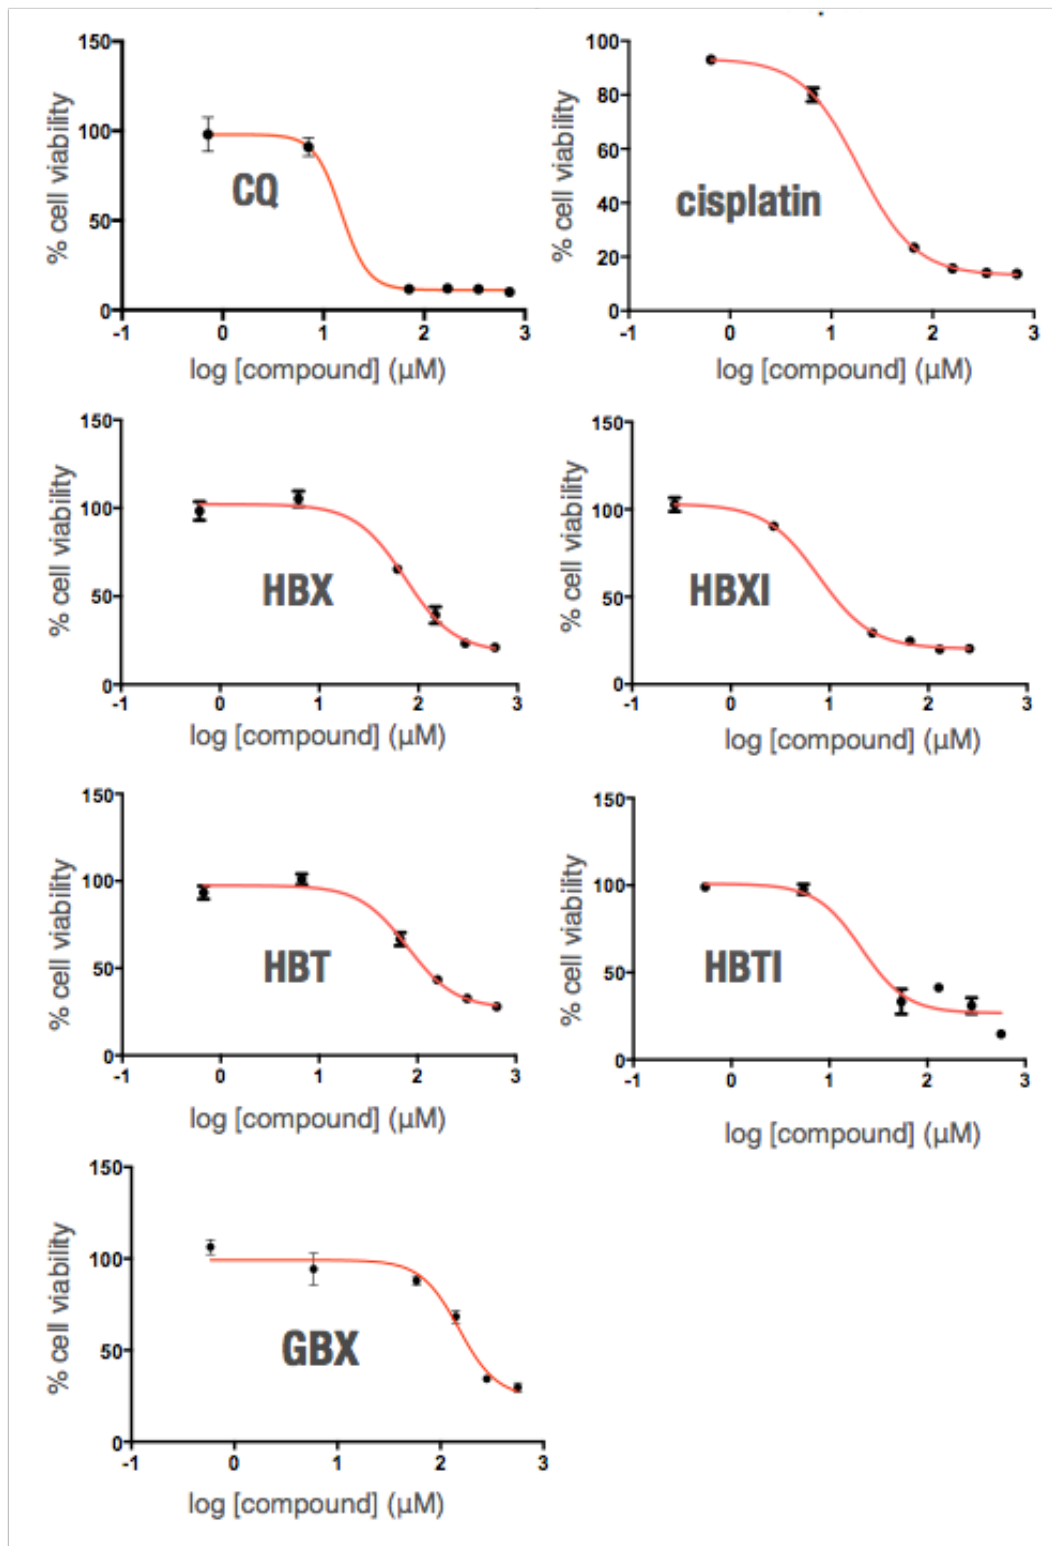 150
100
50
0
-1 0 1 2 3
% cell viability
CQ
log [compound] (µM)
100
80
60
40
20
0
-1 0 1 2 3
% cell viability
cisplatin
log [compound] (µM)
150
100
50
0
-1 0 1 2 3
% cell viability
HBX
log [compound] (µM)
150
100
50
0
-1 0 1 2 3
% cell viability
HBXI
log [compound] (µM)
150
100
50
0
-1 0 1 2 3
% cell viability
HBT
log [compound] (µM)
150
100
50
0
-1 0 1 2 3
% cell viability
HBTI
log [compound] (µM)
150
100
50
0
-1 0 1 2 3
% cell viability
GBX
log [compound] (µM)